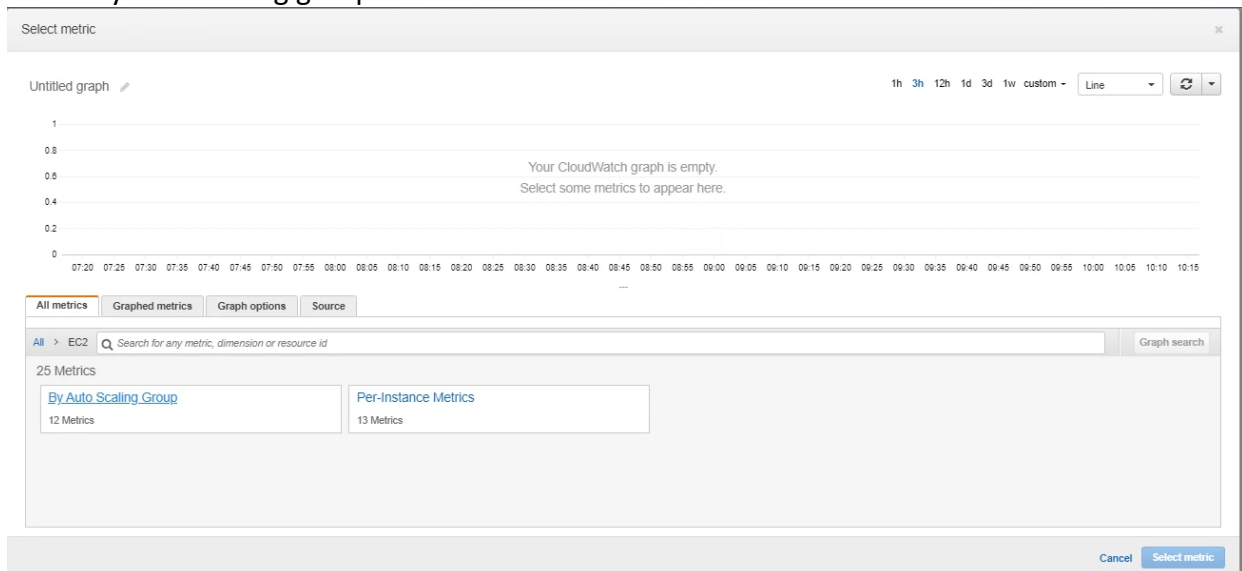 Select metric ×
Untitled graph 1h 3h 12h 1d 3d 1w custom Line
1
0.8
0.6
0.4
0.2
0
Your CloudWatch graph is empty.
Select some metrics to appear here.
07:20 07:25 07:30 07:35 07:40 07:45 07:50 07:55 08:00 08:05 08:10 08:15 08:20 08:25 08:30 08:35 08:40 08:45 08:50 08:55 09:00 09:05 09:10 09:15 09:20 09:25 09:30 09:35 09:40 09:45 09:50 09:55 10:00 10:05 10:10 10:15
All metrics Graphed metrics Graph options Source
All > EC2 Search for any metric, dimension or resource id Graph search
25 Metrics
By Auto Scaling Group Per-Instance Metrics
12 Metrics 13 Metrics
Cancel Select metric